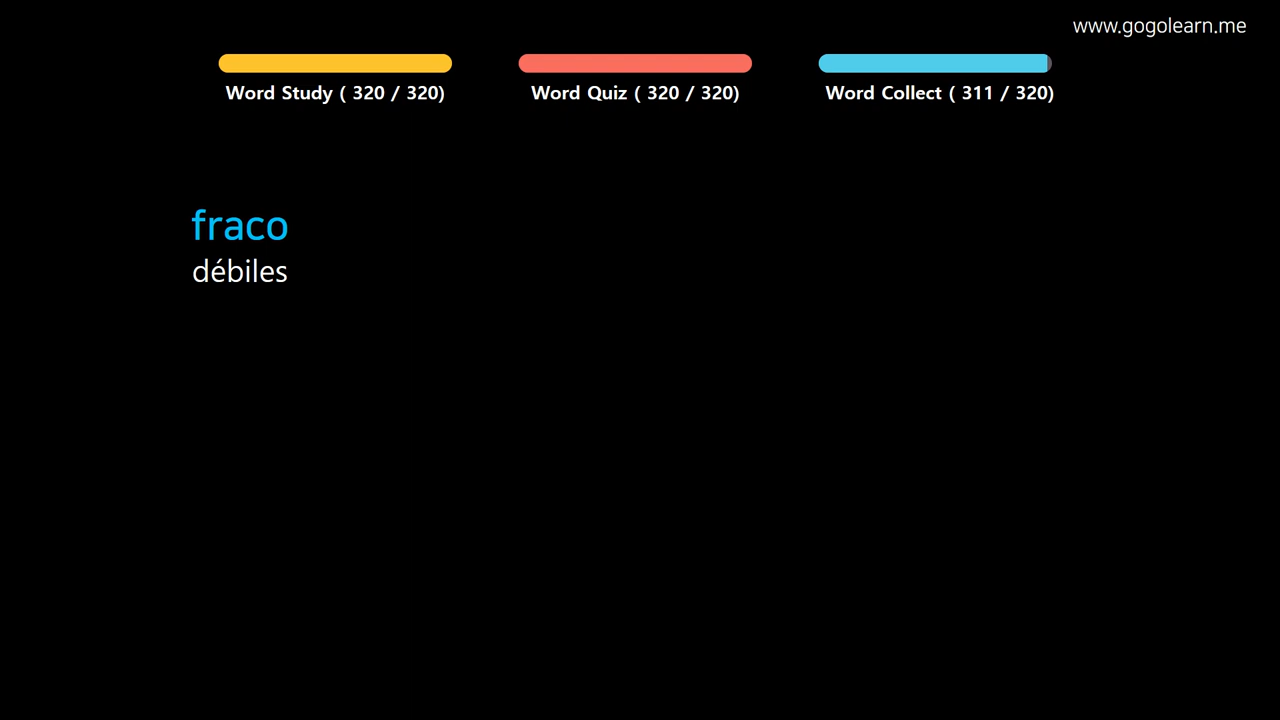 www.gogolearn.me
Word Study ( 320 / 320)
Word Quiz ( 320 / 320)
Word Collect ( 311 / 320)
fraco
débiles